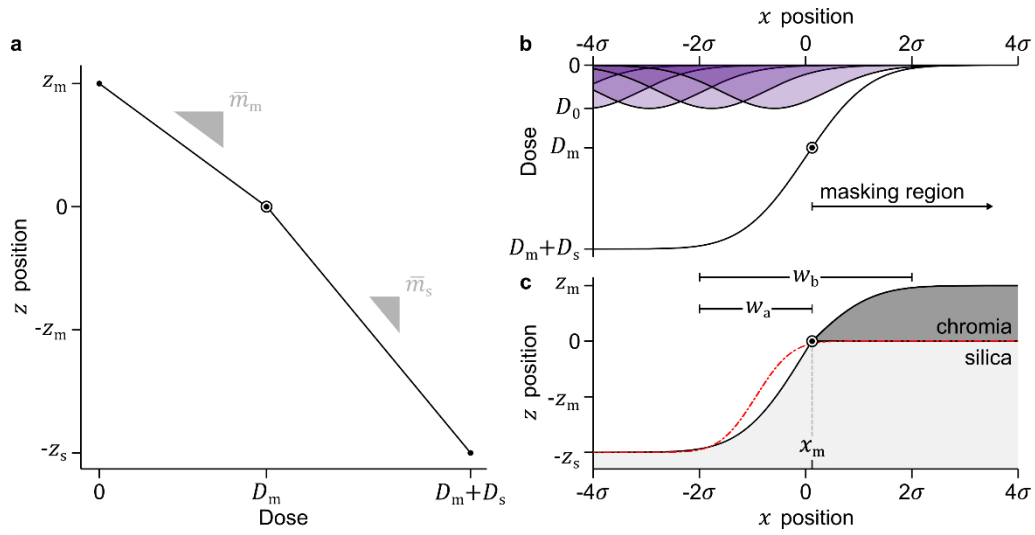 a
z position
z_m
0
-z_m
-z_s
m̅_m
m̅_s
0 D_m D_m+D_s
Dose
b
x position
-4σ -2σ 0 2σ 4σ
Dose
0
D_0
D_m
D_m+D_s
masking region
c
z position
z_m
0
-z_m
-z_s
w_b
w_a
chromia
silica
x_m
-4σ -2σ 0 2σ 4σ
x position